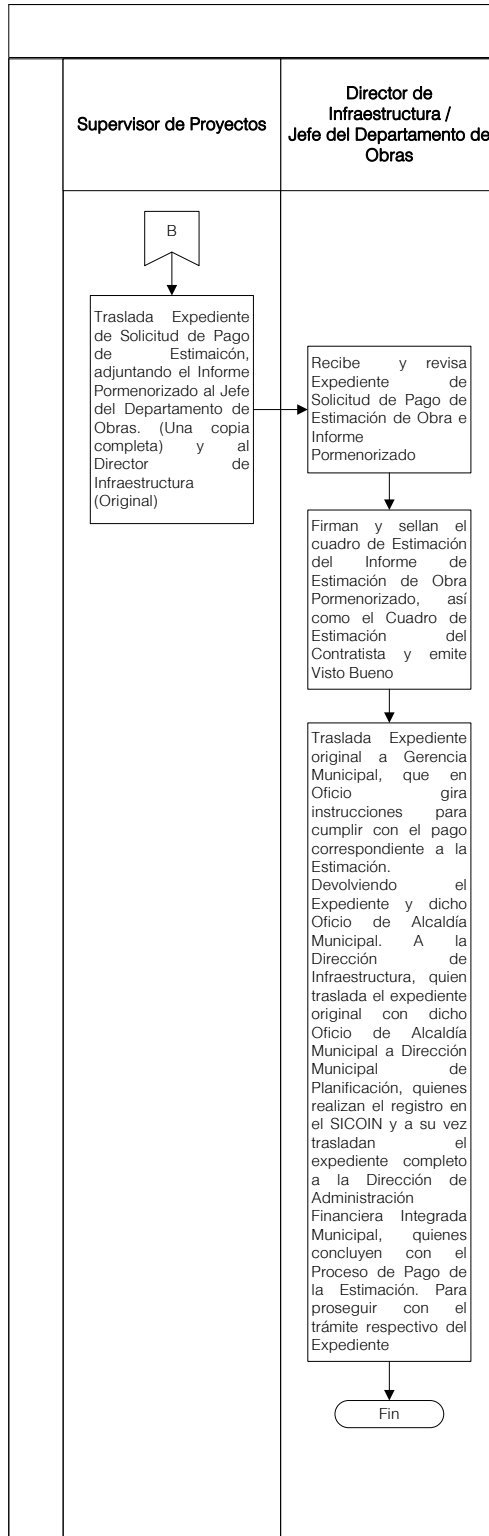 Supervisor de Proyectos
Director de
Infraestructura /
Jefe del Departamento de
Obras
B
Traslada Expediente
de Solicitud de Pago
de Estimaicón,
adjuntando el Informe
Pormenorizado al Jefe
del Departamento de
Obras. (Una copia
completa) y al
Director de
Infraestructura
(Original)
Recibe y revisa
Expediente de
Solicitud de Pago de
Estimación de Obra e
Informe
Pormenorizado
Firman y sellan el
cuadro de Estimación
del Informe de
Estimación de Obra
Pormenorizado, así
como el Cuadro de
Estimación del
Contratista y emite
Visto Bueno
Traslada Expediente
original a Gerencia
Municipal, que en
Oficio gira
instrucciones para
cumplir con el pago
correspondiente a la
Estimación.
Devolviendo el
Expediente y dicho
Oficio de Alcaldía
Municipal. A la
Dirección de
Infraestructura, quien
traslada el expediente
original con dicho
Oficio de Alcaldía
Municipal a Dirección
Municipal de
Planificación, quienes
realizan el registro en
el SICOIN y a su vez
trasladan el
expediente completo
a la Dirección de
Administración
Financiera Integrada
Municipal, quienes
concluyen con el
Proceso de Pago de
la Estimación. Para
proseguir con el
trámite respectivo del
Expediente
Fin